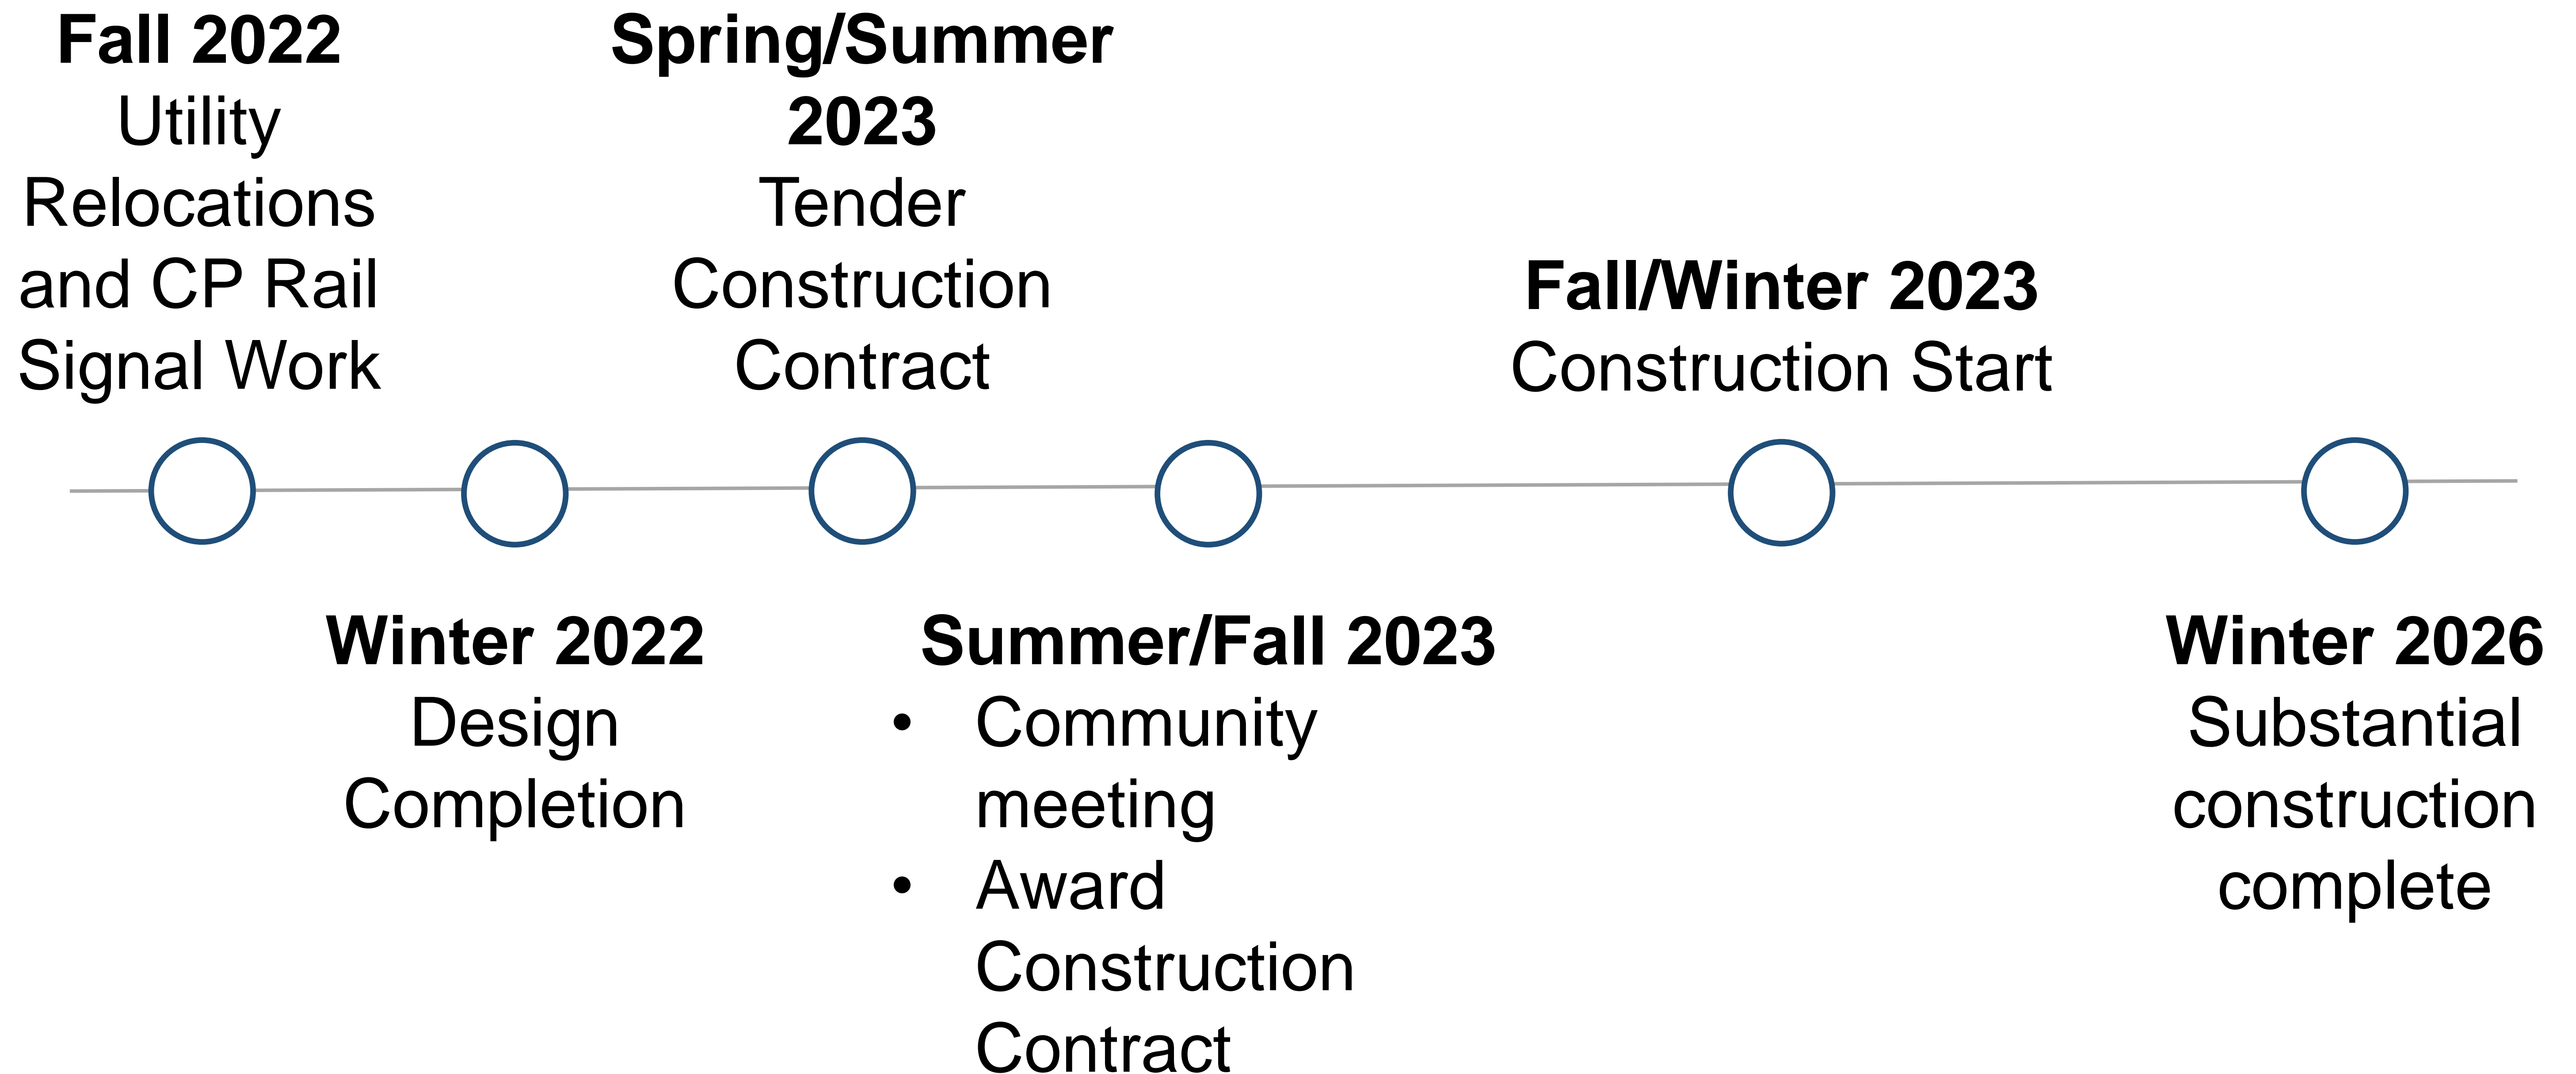 Fall 2022
Utility
Relocations
and CP Rail
Signal Work
Winter 2022
Design
Completion
Spring/Summer
2023
Tender
Construction
Contract
Summer/Fall 2023
• Community
meeting
• Award
Construction
Contract
Fall/Winter 2023
Construction Start
Winter 2026
Substantial
construction
complete